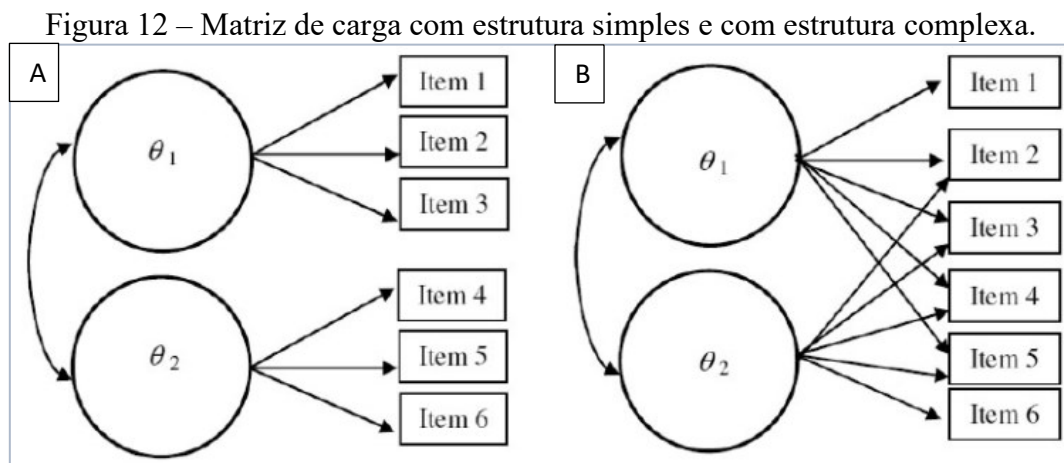 Figura 12 – Matriz de carga com estrutura simples e com estrutura complexa.
A
θ1
Item 1
Item 2
Item 3
θ2
Item 4
Item 5
Item 6
B
θ1
Item 1
Item 2
Item 3
Item 4
θ2
Item 5
Item 6